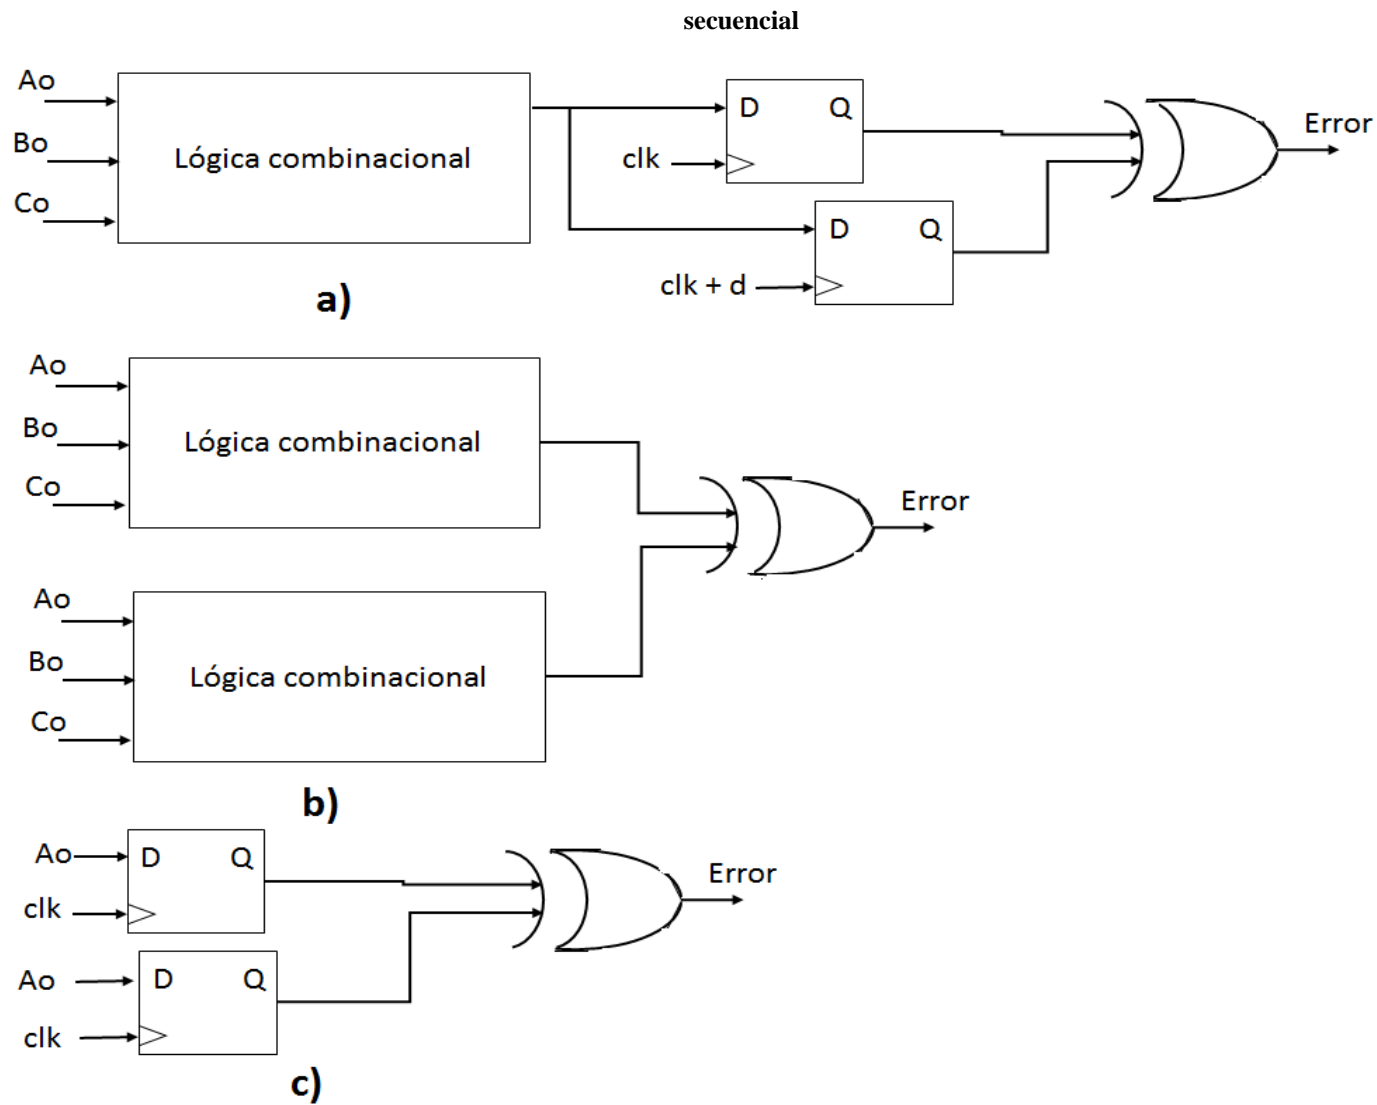 secuencial
Ao
Bo
Co
Lógica combinacional
D Q
clk
D Q
clk + d
Error
a)
Ao
Bo
Co
Lógica combinacional
Error
Ao
Bo
Co
Lógica combinacional
b)
Ao
D Q
clk
Error
Ao
D Q
clk
c)